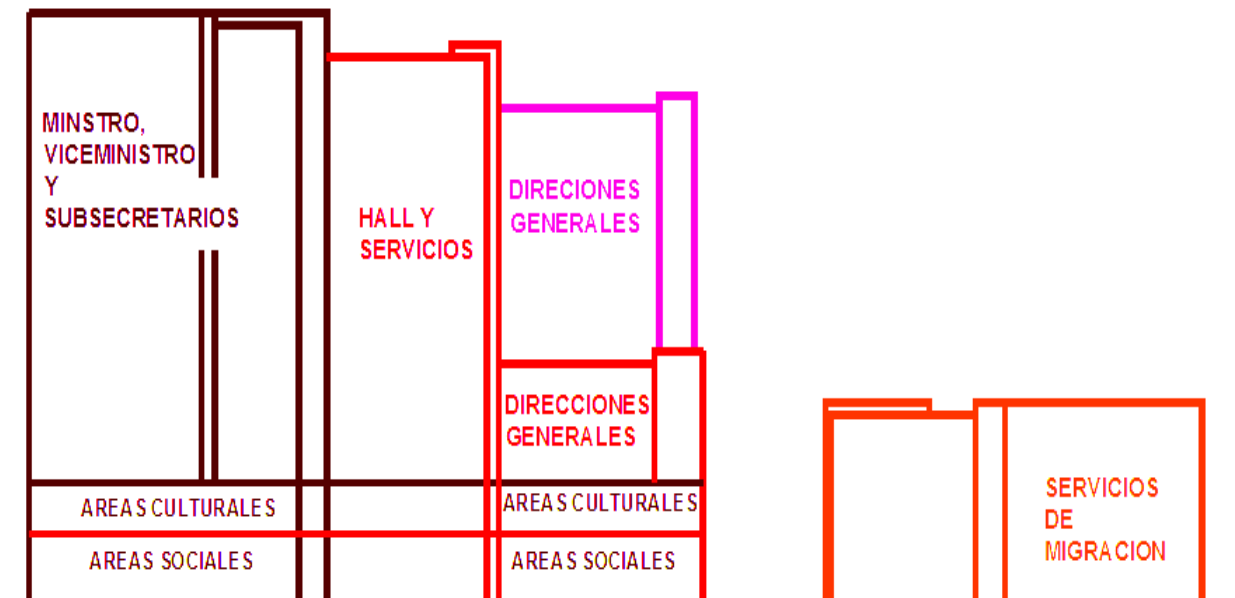 MINSTRO,
VICEMINISTRO
Y
SUBSECRETARIOS
HALL Y
SERVICIOS
DIRECIONES
GENERALES
DIRECCIONES
GENERALES
AREAS CULTURALES
AREAS CULTURALES
AREAS SOCIALES
AREAS SOCIALES
SERVICIOS
DE
MIGRACION